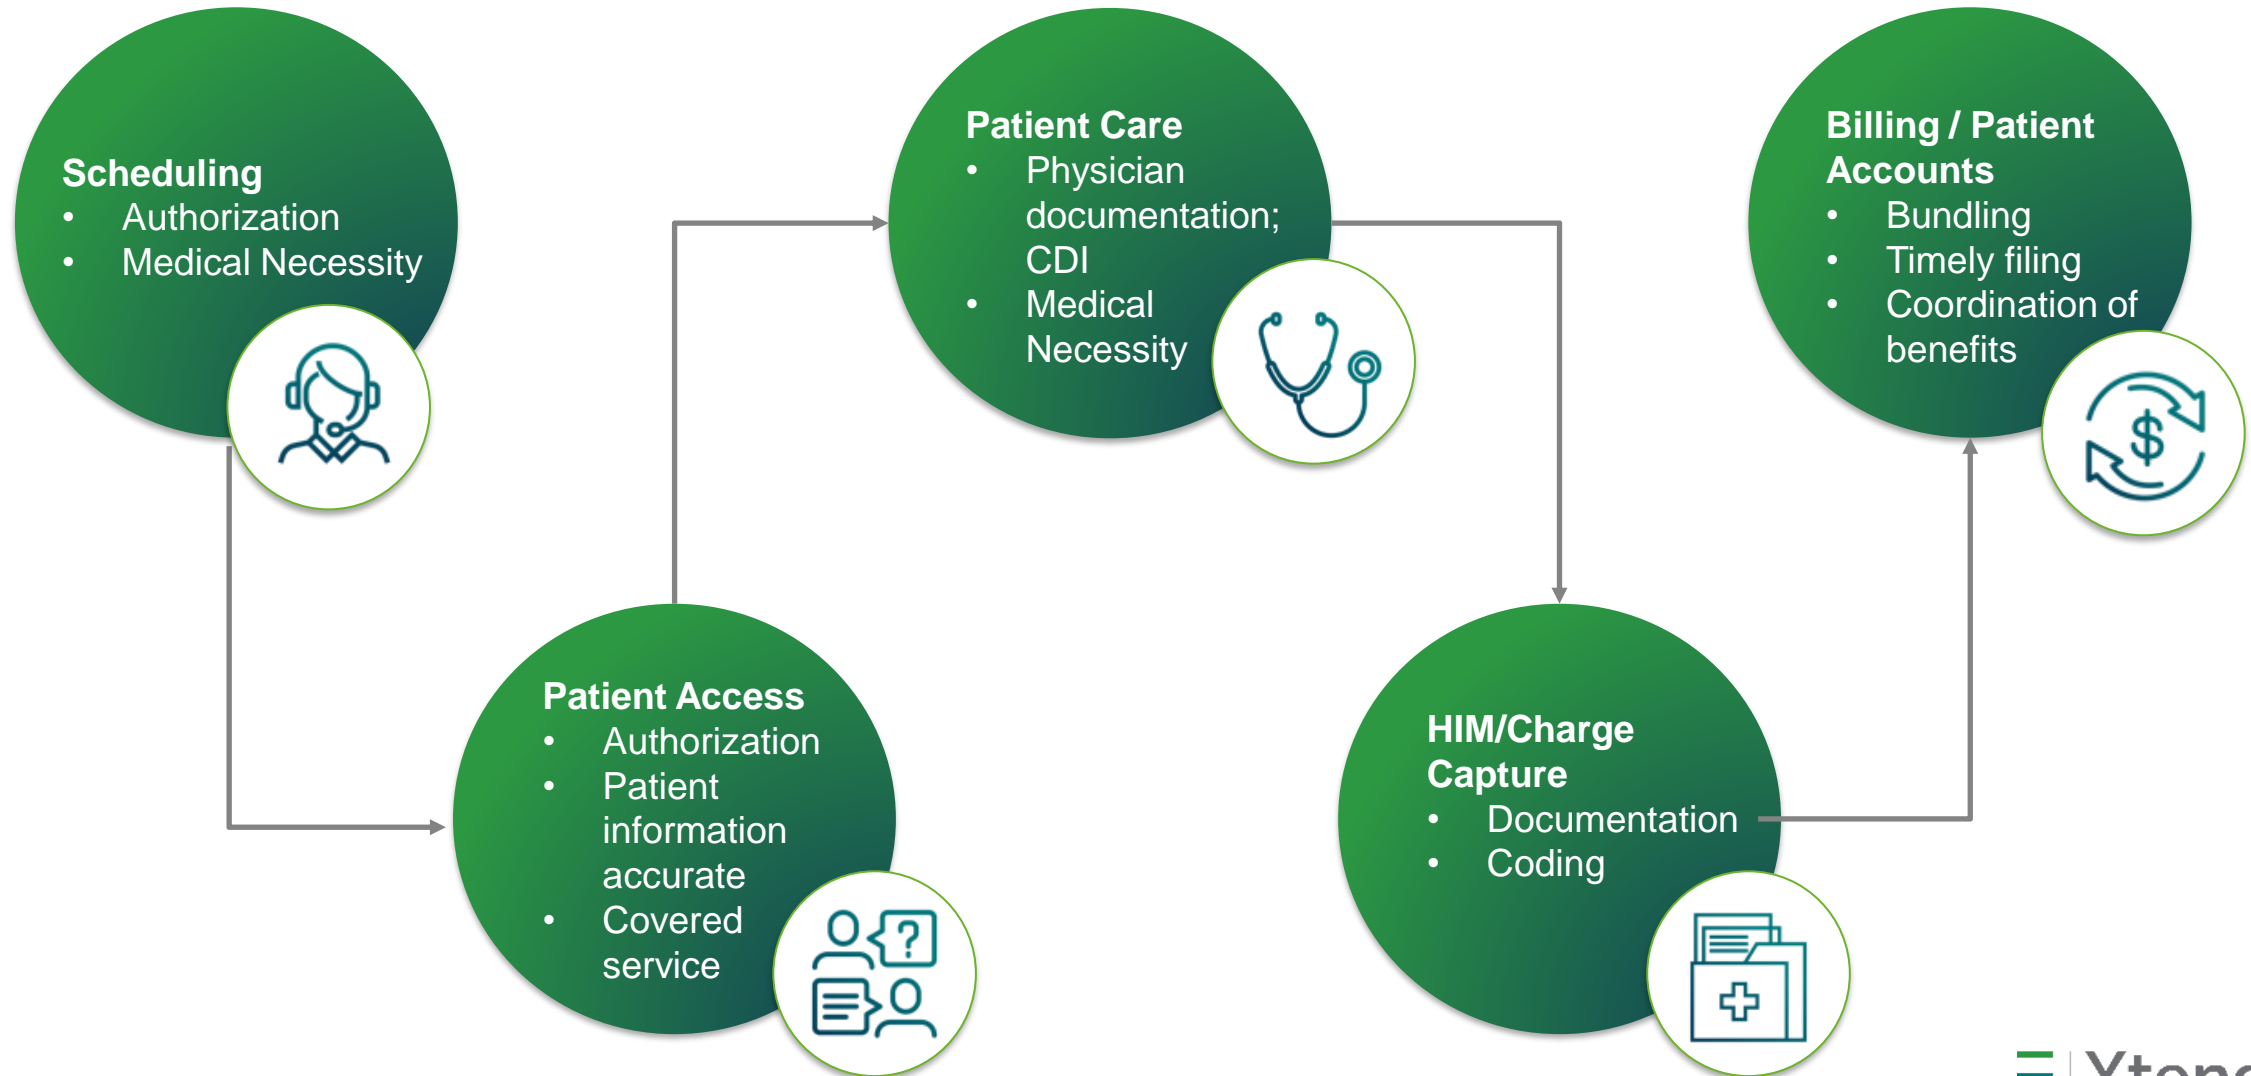 Scheduling
• Authorization
• Medical Necessity
Patient Access
• Authorization
• Patient
information
accurate
• Covered
service
?
Patient Care
• Physician
documentation;
CDI
• Medical
Necessity
HIM/Charge
Capture
• Documentation
• Coding
Billing / Patient
Accounts
• Bundling
• Timely filing
• Coordination of
benefits
$